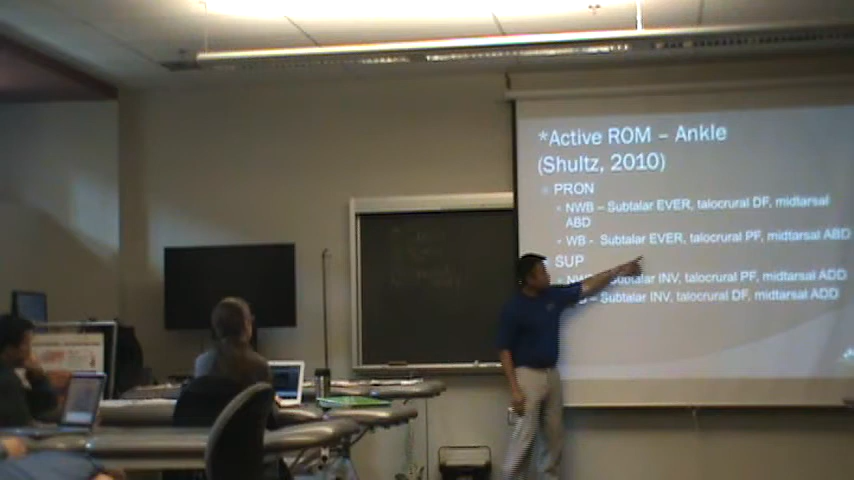 *Active ROM – Ankle
(Shultz, 2010)
PRON
NWB – Subtalar EVER, talocrural DF, midtarsal
ABD
WB - Subtalar EVER, talocrural PF, midtarsal ABD
SUP
Subtalar INV, talocrural PF, midtarsal ADD
Subtalar INV, talocrural DF, midtarsal ADD